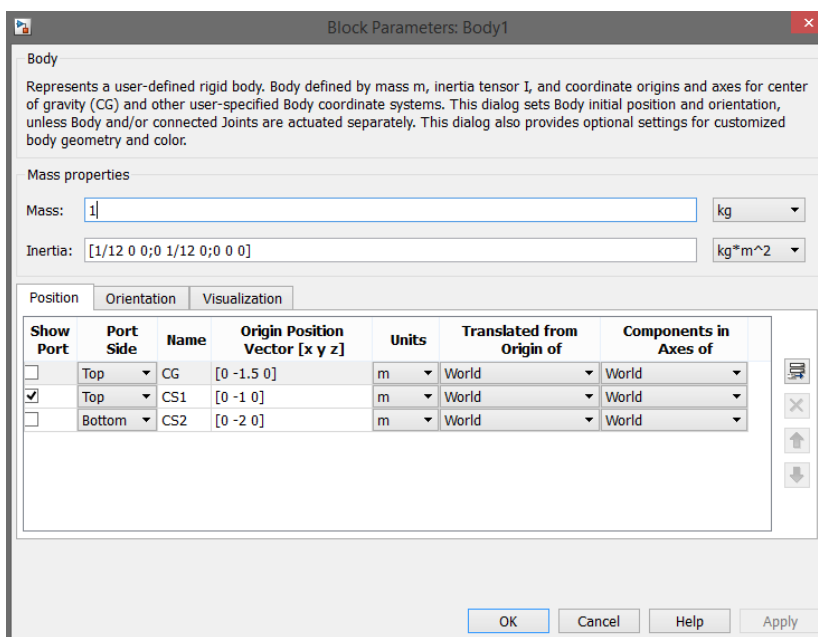 Block Parameters: Body1
Body
Represents a user-defined rigid body. Body defined by mass m, inertia tensor I, and coordinate origins and axes for center
of gravity (CG) and other user-specified Body coordinate systems. This dialog sets Body initial position and orientation,
unless Body and/or connected Joints are actuated separately. This dialog also provides optional settings for customized
body geometry and color.
Mass properties
Mass: 1 kg
Inertia: [1/12 0 0;0 1/12 0;0 0 0] kg*m^2
Position Orientation Visualization
Show Port Port Side Name Origin Position Vector [x y z] Units Translated from Origin of Components in Axes of
Top CG [0 -1.5 0] m World World
Top CS1 [0 -1 0] m World World
Bottom CS2 [0 -2 0] m World World
OK Cancel Help Apply